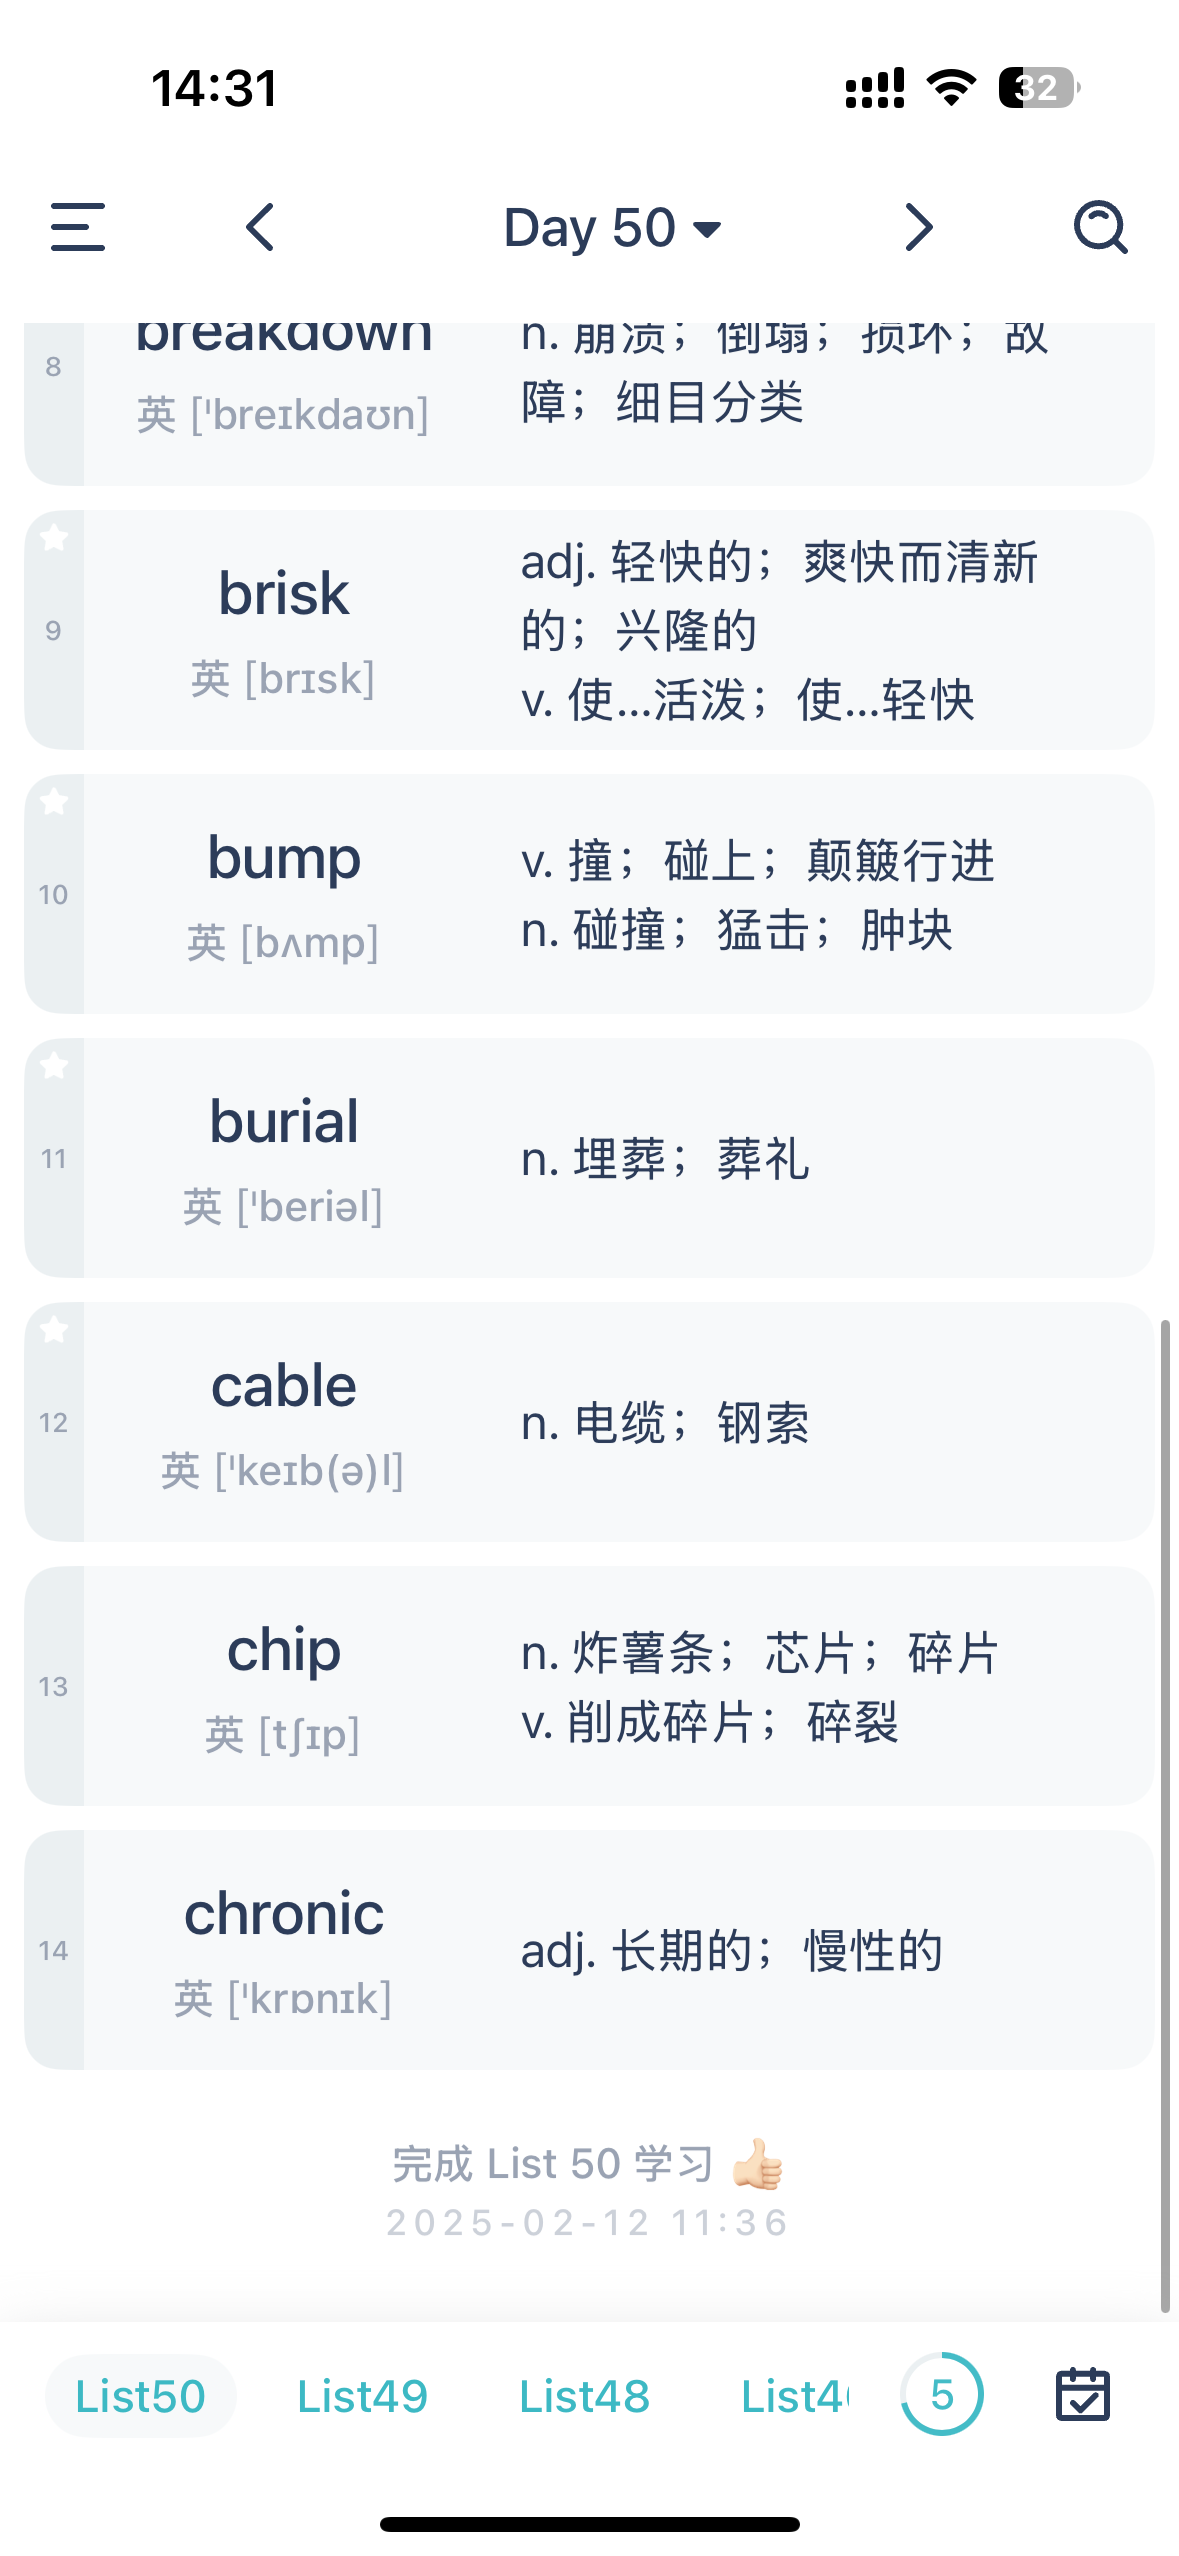 14:31
32
Day 50
8
breakdown
英 [ˈbreɪkdaʊn]
n. 崩溃；倒塌；损坏；故
障；细目分类
9
brisk
英 [brɪsk]
adj. 轻快的；爽快而清新
的；兴隆的
v. 使...活泼；使...轻快
10
bump
英 [bʌmp]
v. 撞；碰上；颠簸行进
n. 碰撞；猛击；肿块
11
burial
英 [ˈberiəl]
n. 埋葬；葬礼
12
cable
英 [ˈkeɪb(ə)l]
n. 电缆；钢索
13
chip
英 [tʃɪp]
n. 炸薯条；芯片；碎片
v. 削成碎片；碎裂
14
chronic
英 [ˈkrɒnɪk]
adj. 长期的；慢性的
完成 List 50 学习 👍🏻
2025-02-12 11:36
List50
List49
List48
List4
5